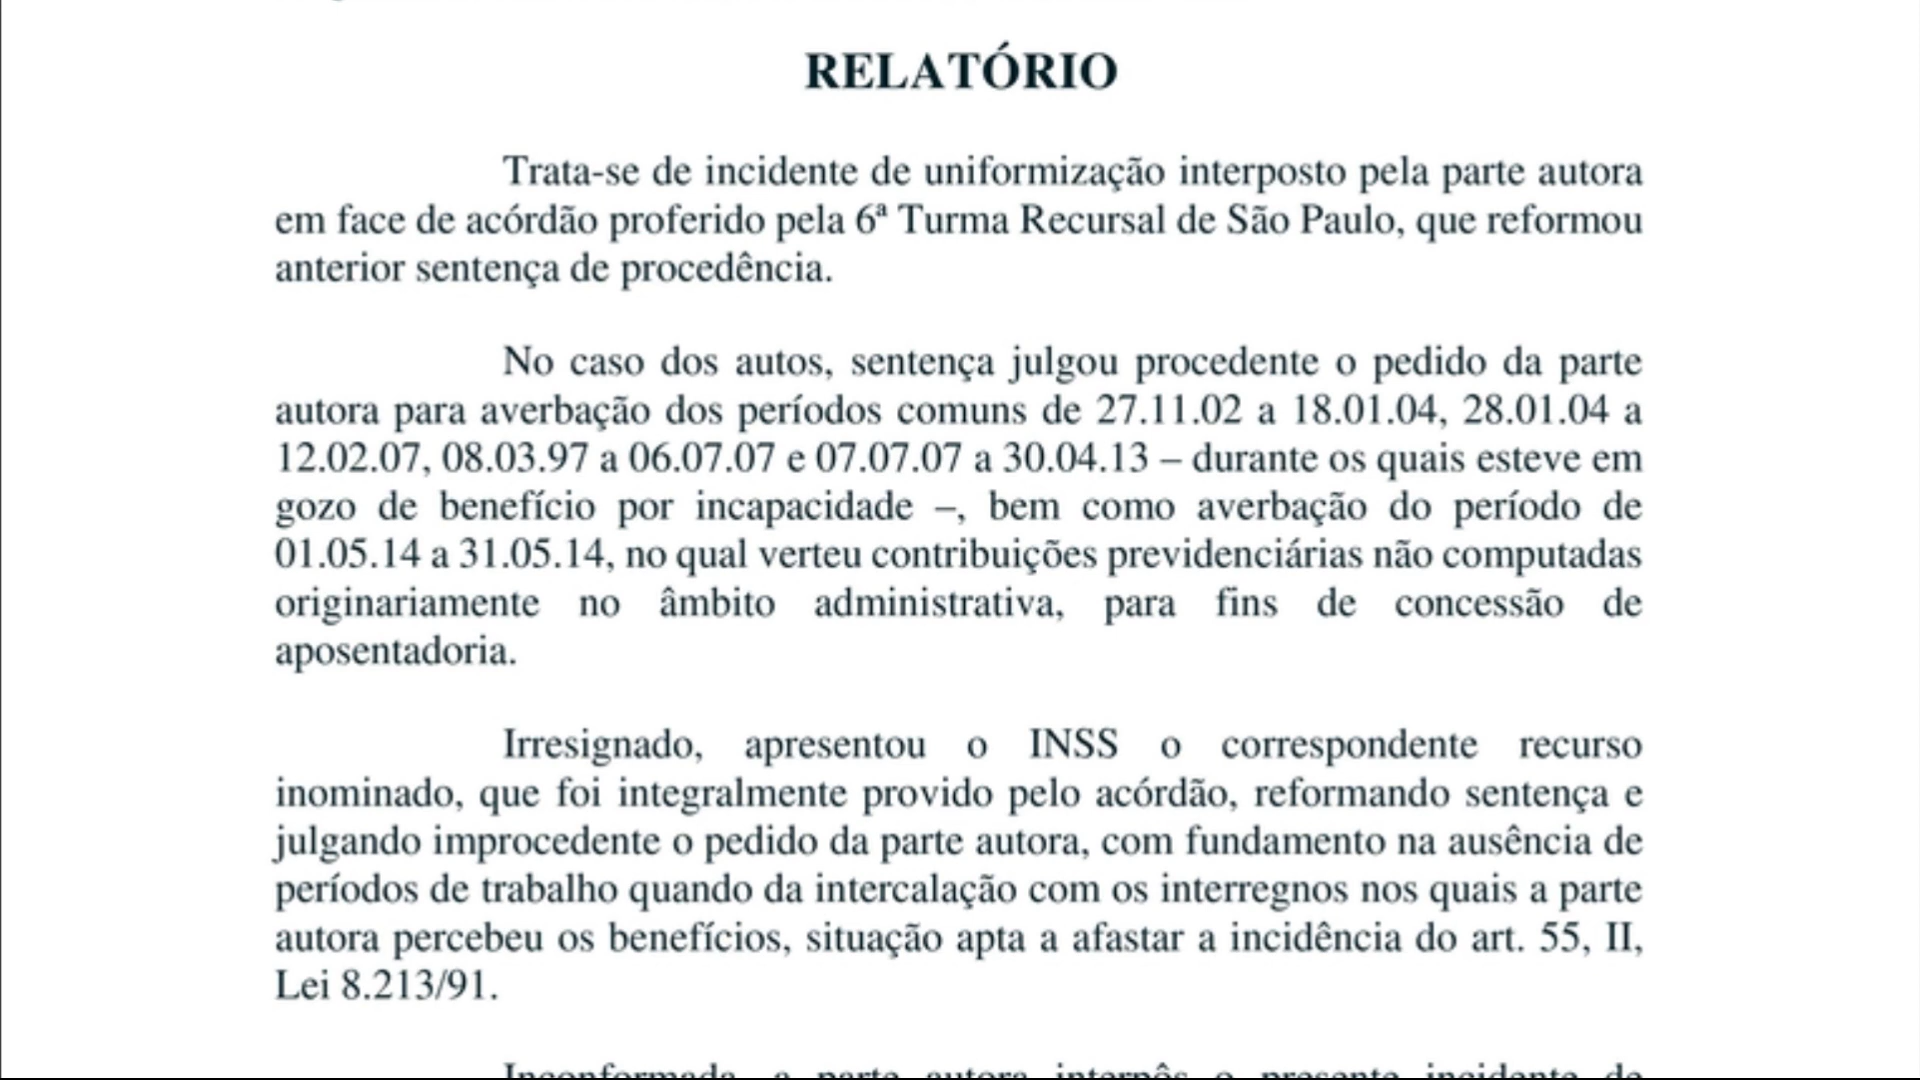 RELATÓRIO
Trata-se de incidente de uniformização interposto pela parte autora
em face de acórdão proferido pela 6ª Turma Recursal de São Paulo, que reformou
anterior sentença de procedência.
No caso dos autos, sentença julgou procedente o pedido da parte
autora para averbação dos períodos comuns de 27.11.02 a 18.01.04, 28.01.04 a
12.02.07, 08.03.97 a 06.07.07 e 07.07.07 a 30.04.13 – durante os quais esteve em
gozo de benefício por incapacidade –, bem como averbação do período de
01.05.14 a 31.05.14, no qual verteu contribuições previdenciárias não computadas
originariamente no âmbito administrativa, para fins de concessão de
aposentadoria.
Irresignado, apresentou o INSS o correspondente recurso
inominado, que foi integralmente provido pelo acórdão, reformando sentença e
julgando improcedente o pedido da parte autora, com fundamento na ausência de
períodos de trabalho quando da intercalação com os interregnos nos quais a parte
autora percebeu os benefícios, situação apta a afastar a incidência do art. 55, II,
Lei 8.213/91.
Inconformada, a parte autora interpôs o presente incidente de